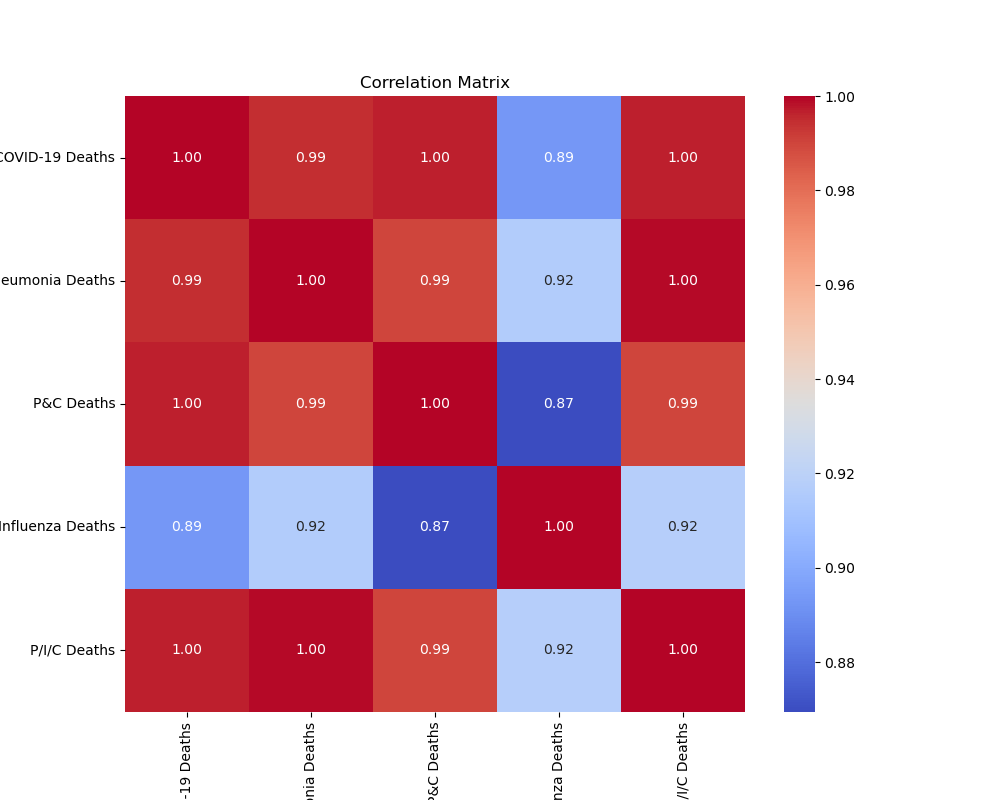 Correlation Matrix
COVID-19 Deaths 1.00 0.99 1.00 0.89 1.00
eumonia Deaths 0.99 1.00 0.99 0.92 1.00
P&C Deaths 1.00 0.99 1.00 0.87 0.99
Influenza Deaths 0.89 0.92 0.87 1.00 0.92
P/I/C Deaths 1.00 1.00 0.99 0.92 1.00
-19 Deaths
nia Deaths
P&C Deaths
nza Deaths
/I/C Deaths
1.00
0.98
0.96
0.94
0.92
0.90
0.88